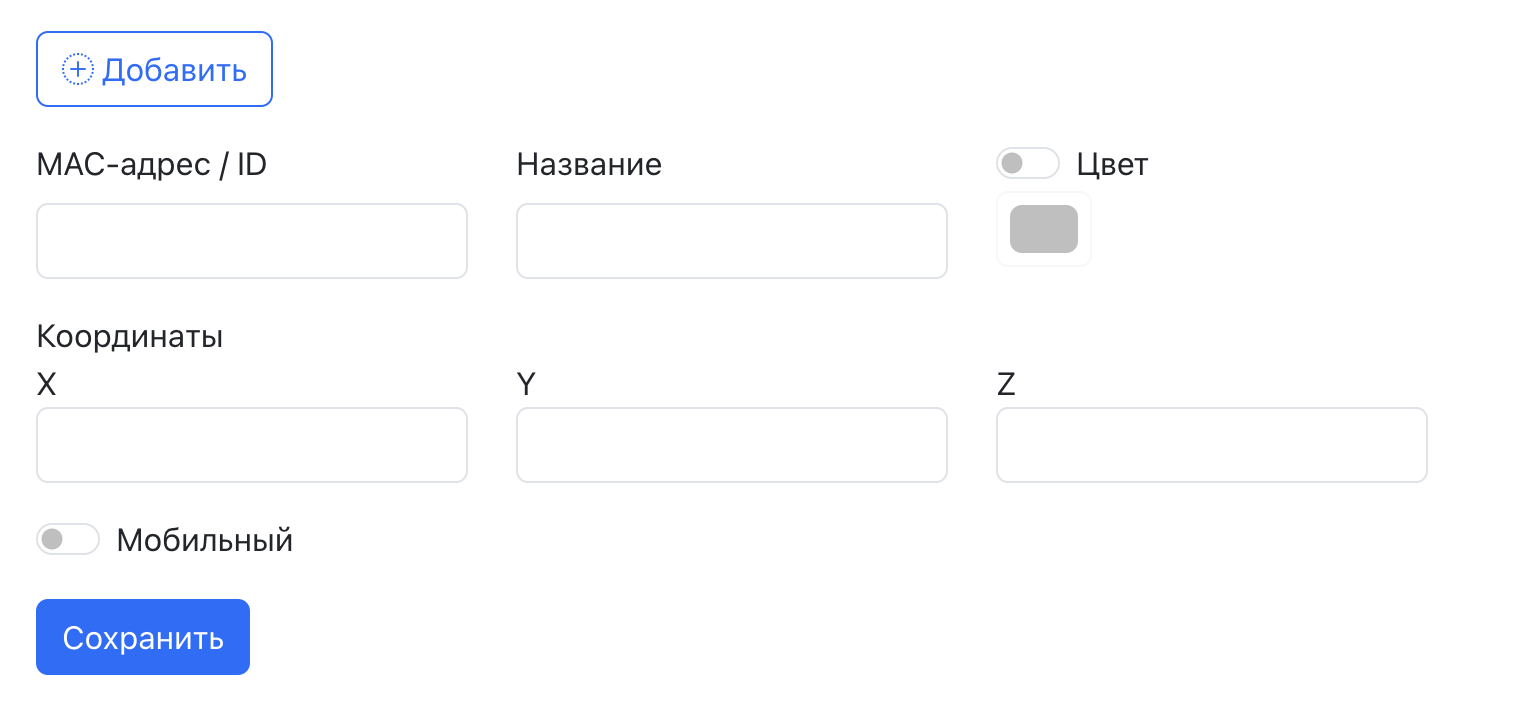 Добавить
MAC-адрес / ID
Название
Цвет
Координаты
X
Y
Z
Мобильный
Сохранить